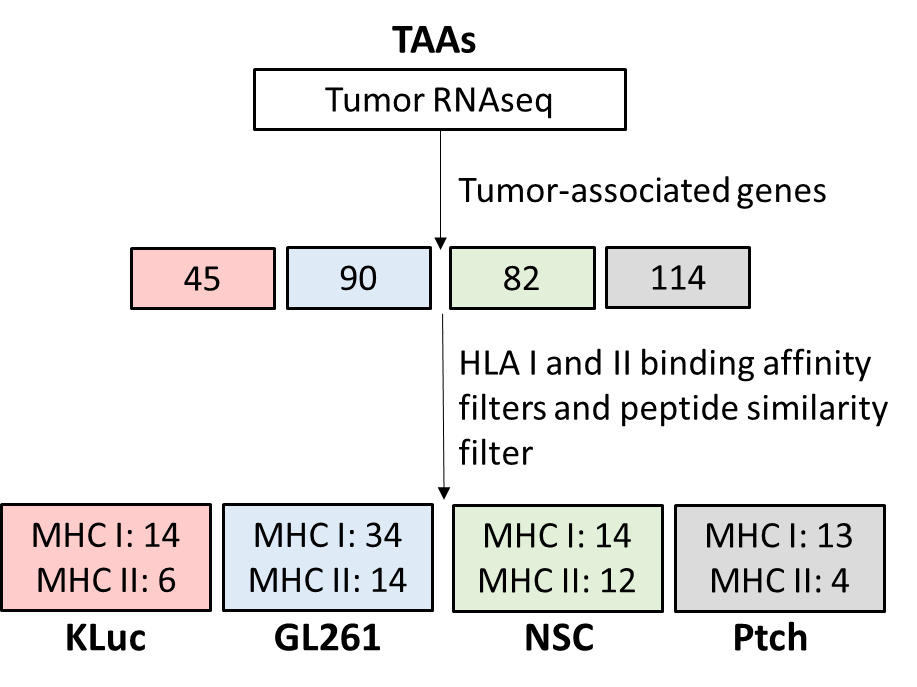 TAAs
Tumor RNAseq
Tumor-associated genes
45
90
82
114
HLA I and II binding affinity
filters and peptide similarity
filter
MHC I: 14
MHC II: 6
MHC I: 34
MHC II: 14
MHC I: 14
MHC II: 12
MHC I: 13
MHC II: 4
KLuc
GL261
NSC
Ptch